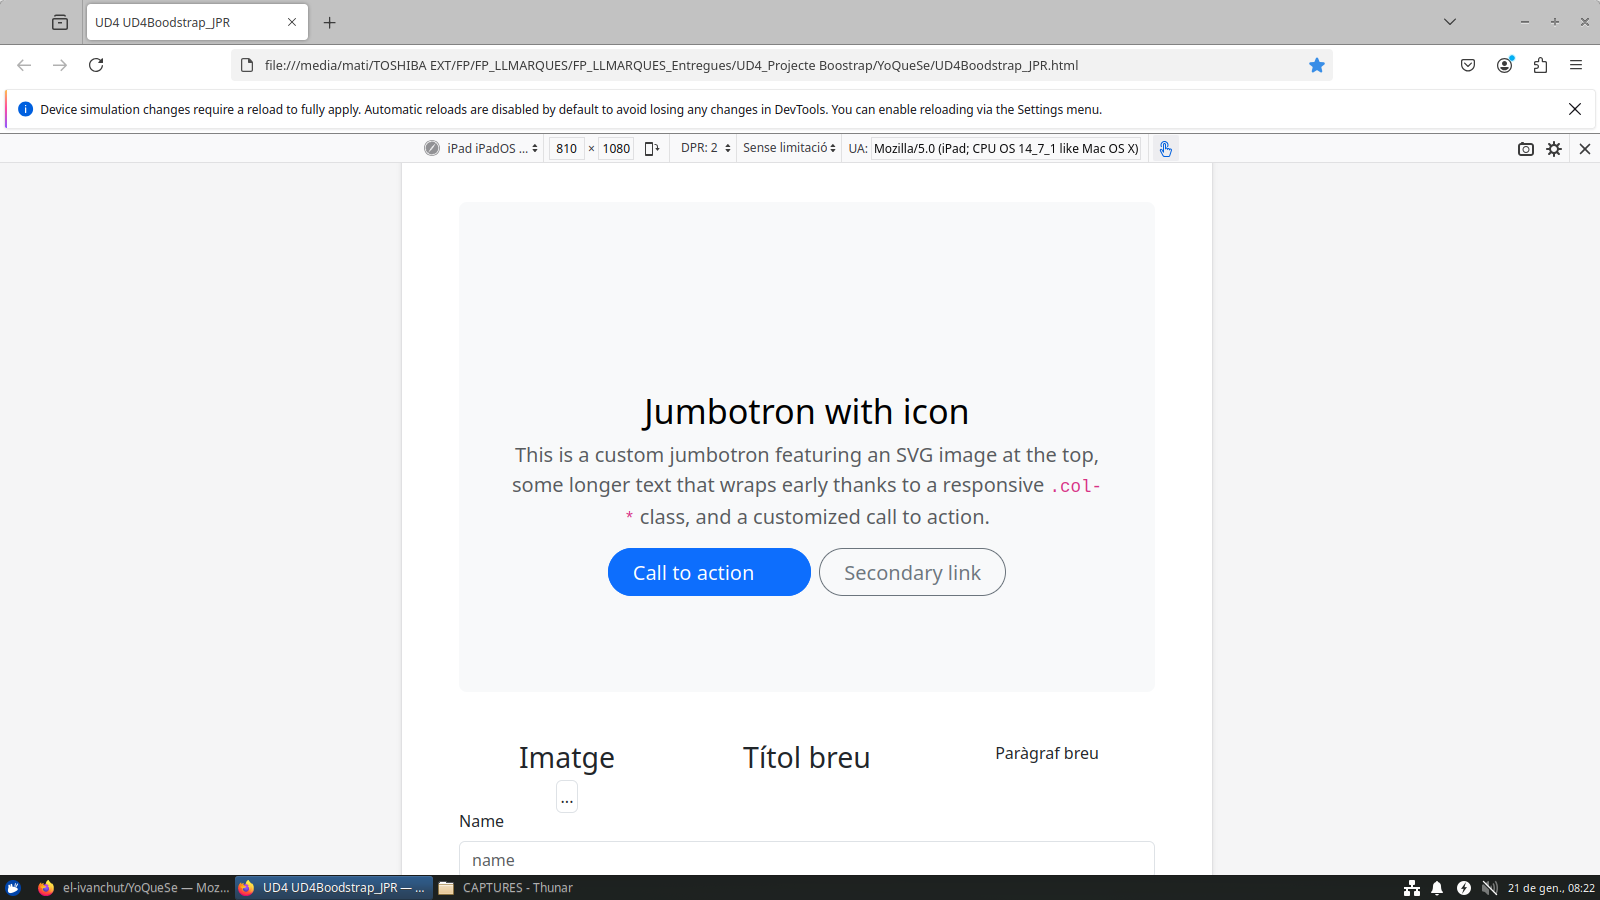 UD4 UD4Boodstrap_JPR
file:///media/mati/TOSHIBA EXT/FP/FP_LLMARQUES/FP_LLMARQUES_Entregues/UD4_Projecte Boostrap/YoQueSe/UD4Boodstrap_JPR.html
Device simulation changes require a reload to fully apply. Automatic reloads are disabled by default to avoid losing any changes in DevTools. You can enable reloading via the Settings menu.
iPad iPadOS ... 810 × 1080 DPR: 2 Sense limitació UA: Mozilla/5.0 (iPad; CPU OS 14_7_1 like Mac OS X)
Jumbotron with icon
This is a custom jumbotron featuring an SVG image at the top,
some longer text that wraps early thanks to a responsive .col-
* class, and a customized call to action.
Call to action Secondary link
Imatge Títol breu Paràgraf breu
...
Name
name
el-ivanchut/YoQueSe — Moz... UD4 UD4Boodstrap_JPR — ... CAPTURES - Thunar 21 de gen., 08:22